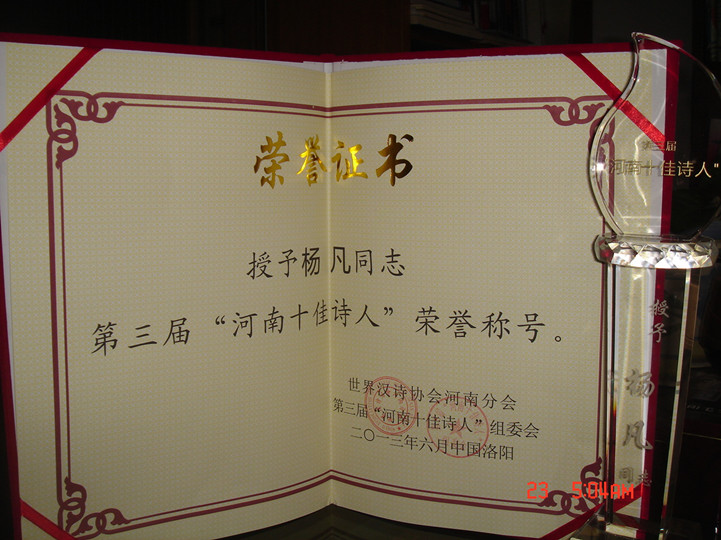 荣誉证书
授予杨凡同志
第三届“河南十佳诗人”荣誉称号。
世界汉诗协会河南分会
第三届“河南十佳诗人”组委会
二〇一三年六月中国洛阳
第三届
“河南十佳诗人”
授予
杨凡
同志
23 5:04AM